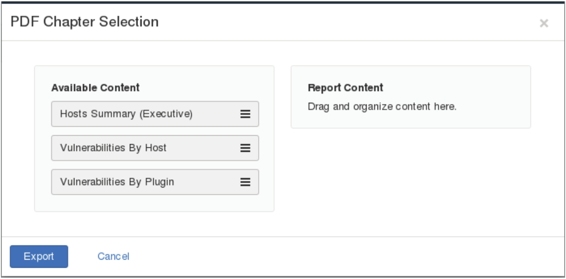 PDF Chapter Selection
×
Available Content
Hosts Summary (Executive)
Vulnerabilities By Host
Vulnerabilities By Plugin
Report Content
Drag and organize content here.
Export
Cancel